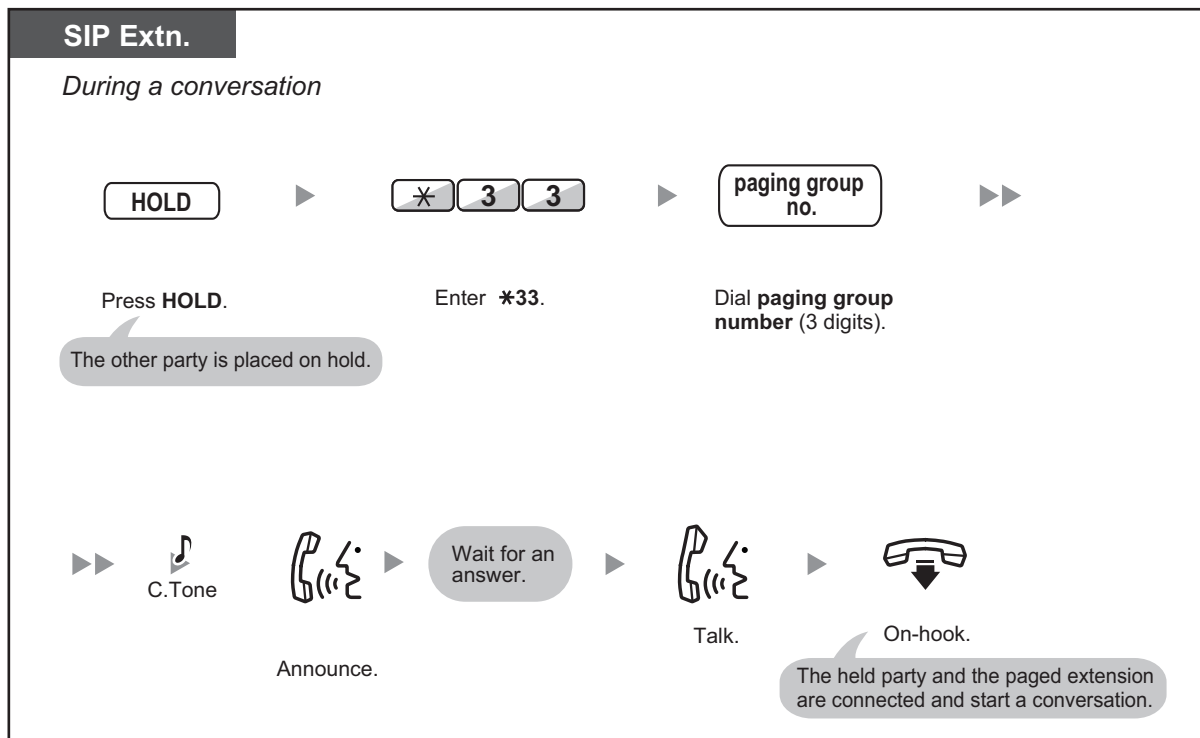 SIP Extn.
During a conversation
HOLD
* 3 3
paging group
no.
Press HOLD.
Enter *33.
Dial paging group
number (3 digits).
The other party is placed on hold.
C.Tone
Announce.
Wait for an
answer.
Talk.
On-hook.
The held party and the paged extension
are connected and start a conversation.